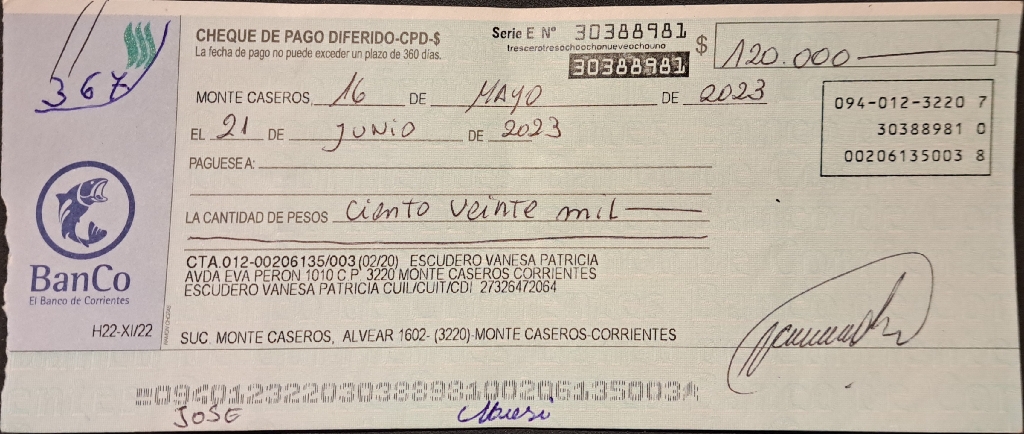 367
CHEQUE DE PAGO DIFERIDO-CPD-$
La fecha de pago no puede exceder un plazo de 360 días.
Serie E Nº 30388981
trescerotresochoochonueveochouno
30388981
$ 120.000
MONTE CASEROS, 16 DE MAYO DE 2023
EL 21 DE JUNIO DE 2023
094-012-3220 7
30388981 0
00206135003 8
PAGUESE A:
LA CANTIDAD DE PESOS ciento veinte mil
BanCo
El Banco de Corrientes
H22-XI/22
CTA.012-00206135/003 (02/20) ESCUDERO VANESA PATRICIA
AVDA EVA PERON 1010 C.P. 3220 MONTE CASEROS CORRIENTES
ESCUDERO VANESA PATRICIA CUIL/CUIT/CDI 27326472064
SUC. MONTE CASEROS, ALVEAR 1602- (3220)-MONTE CASEROS-CORRIENTES
09401232203038898100206135003
JOSE